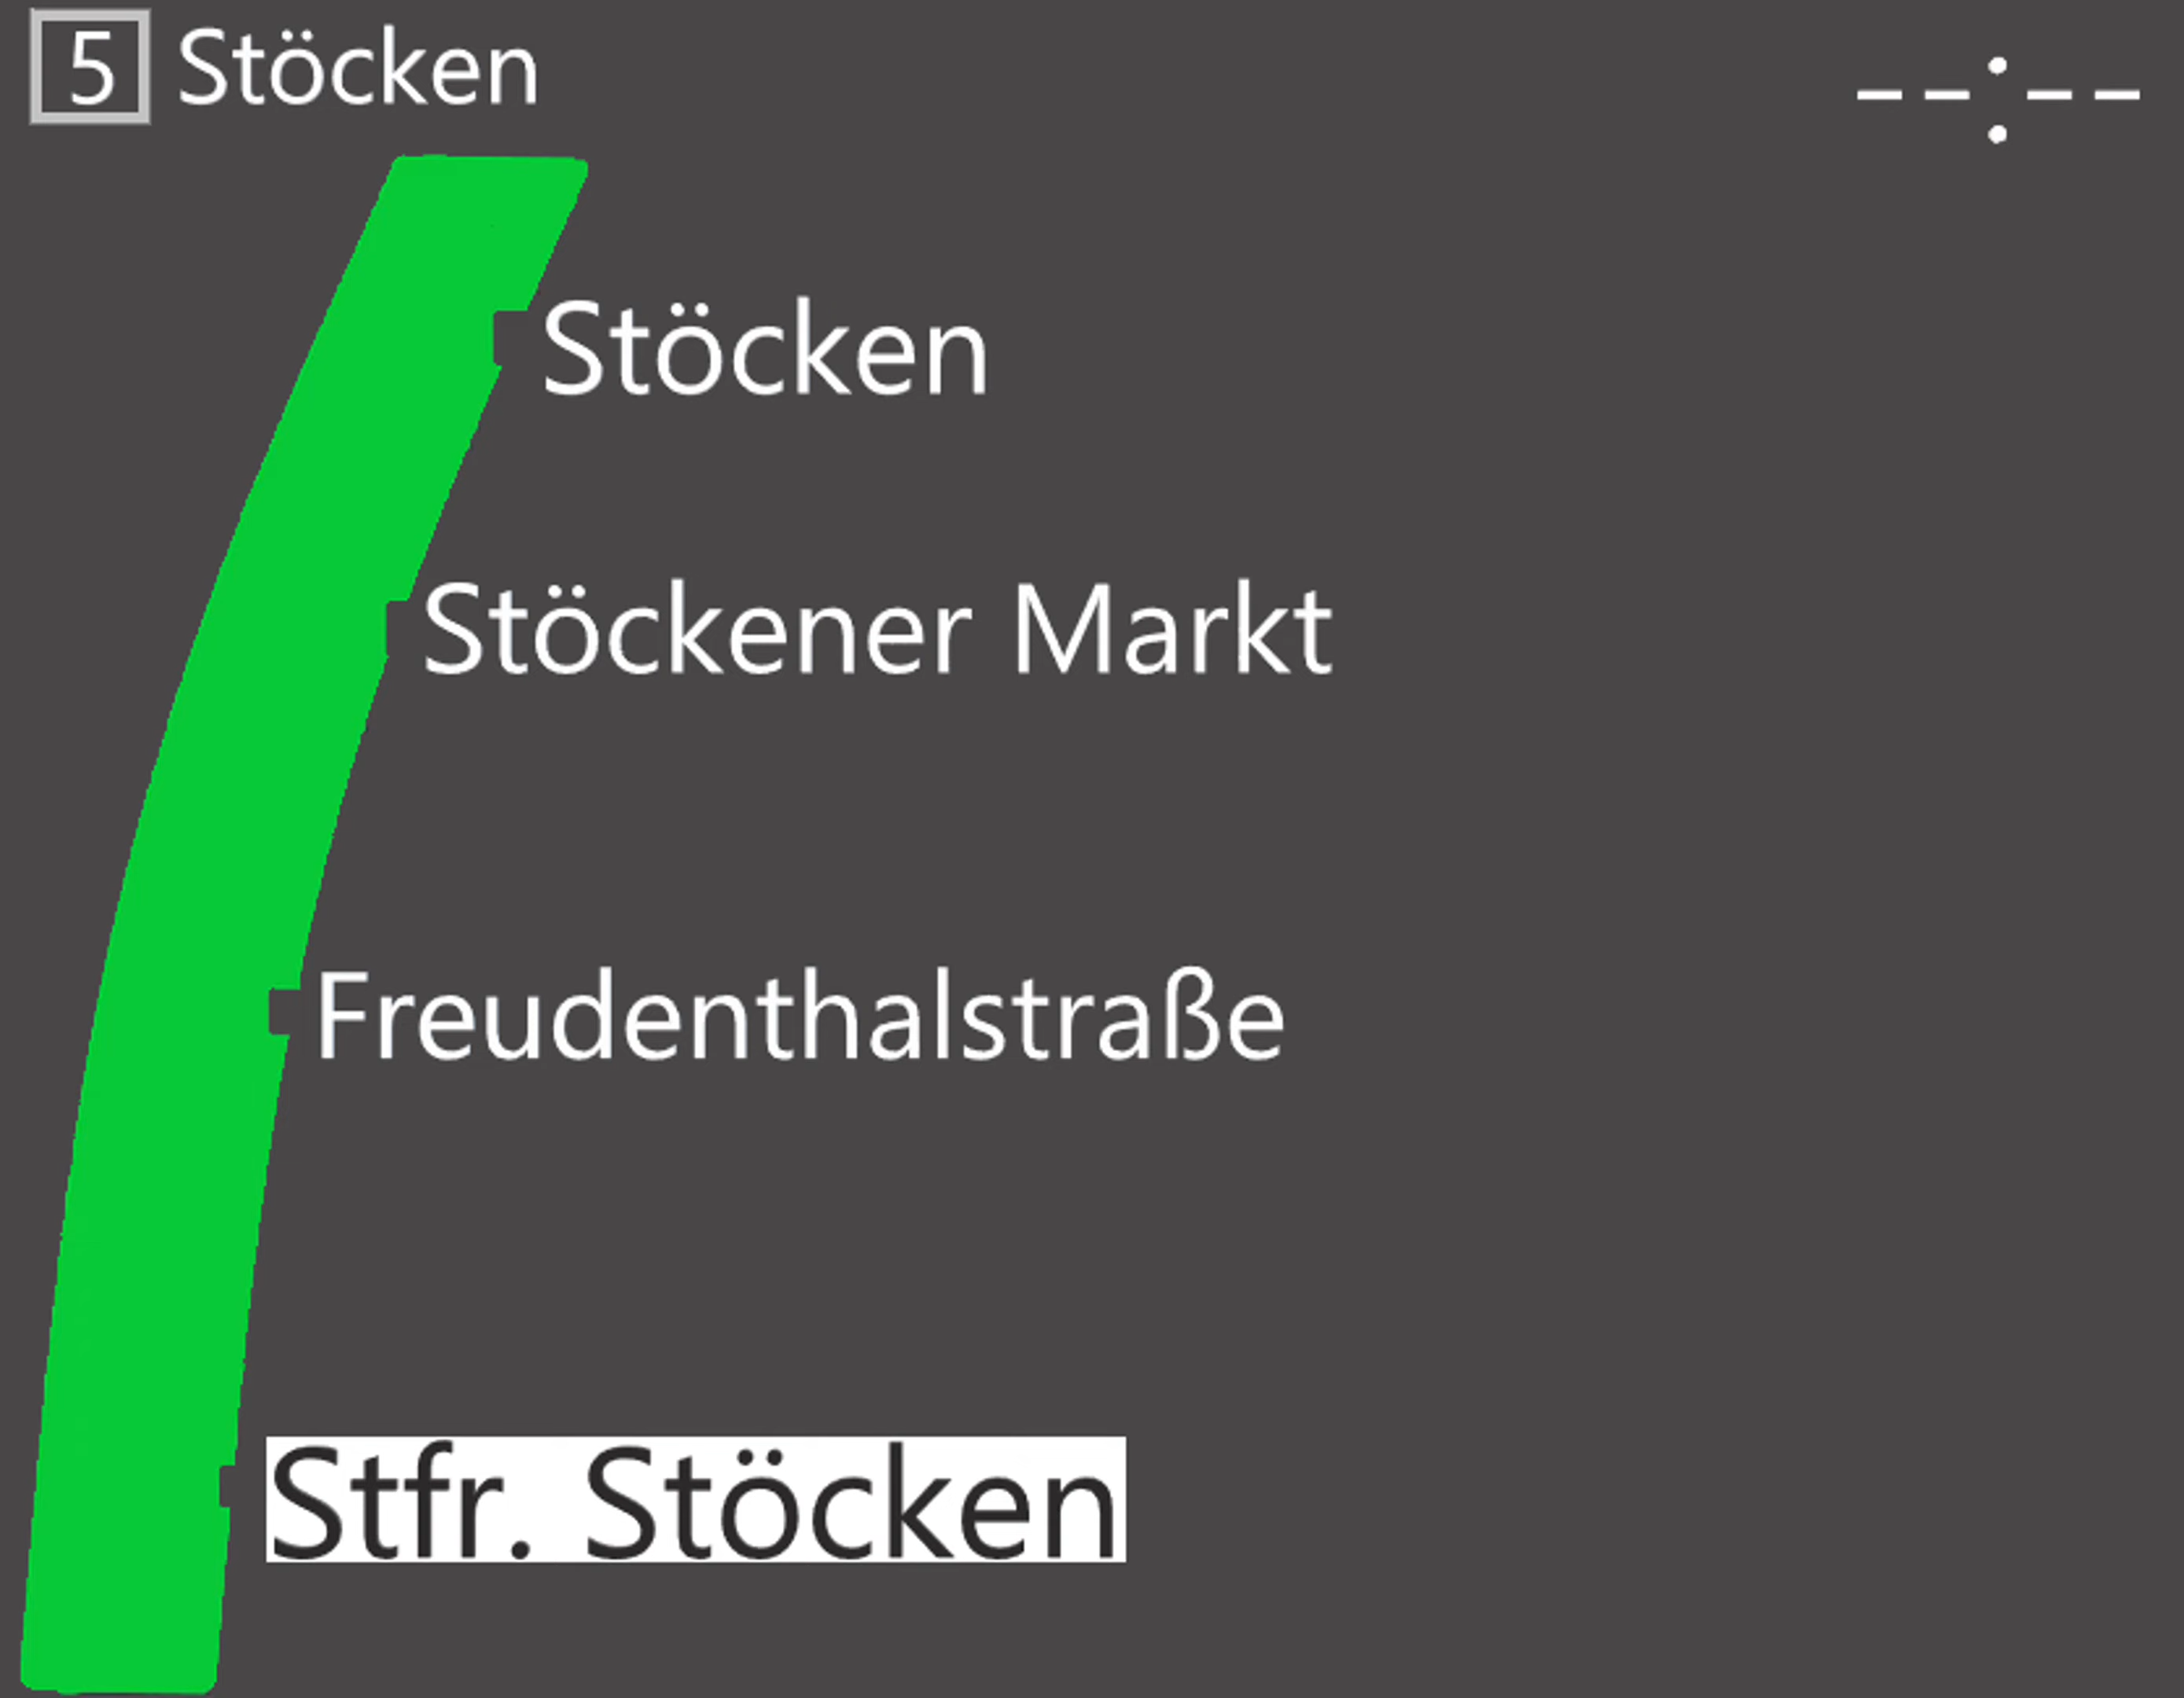 5 Stöcken --:--
Stöcken
Stöckener Markt
Freudenthalstraße
Stfr. Stöcken